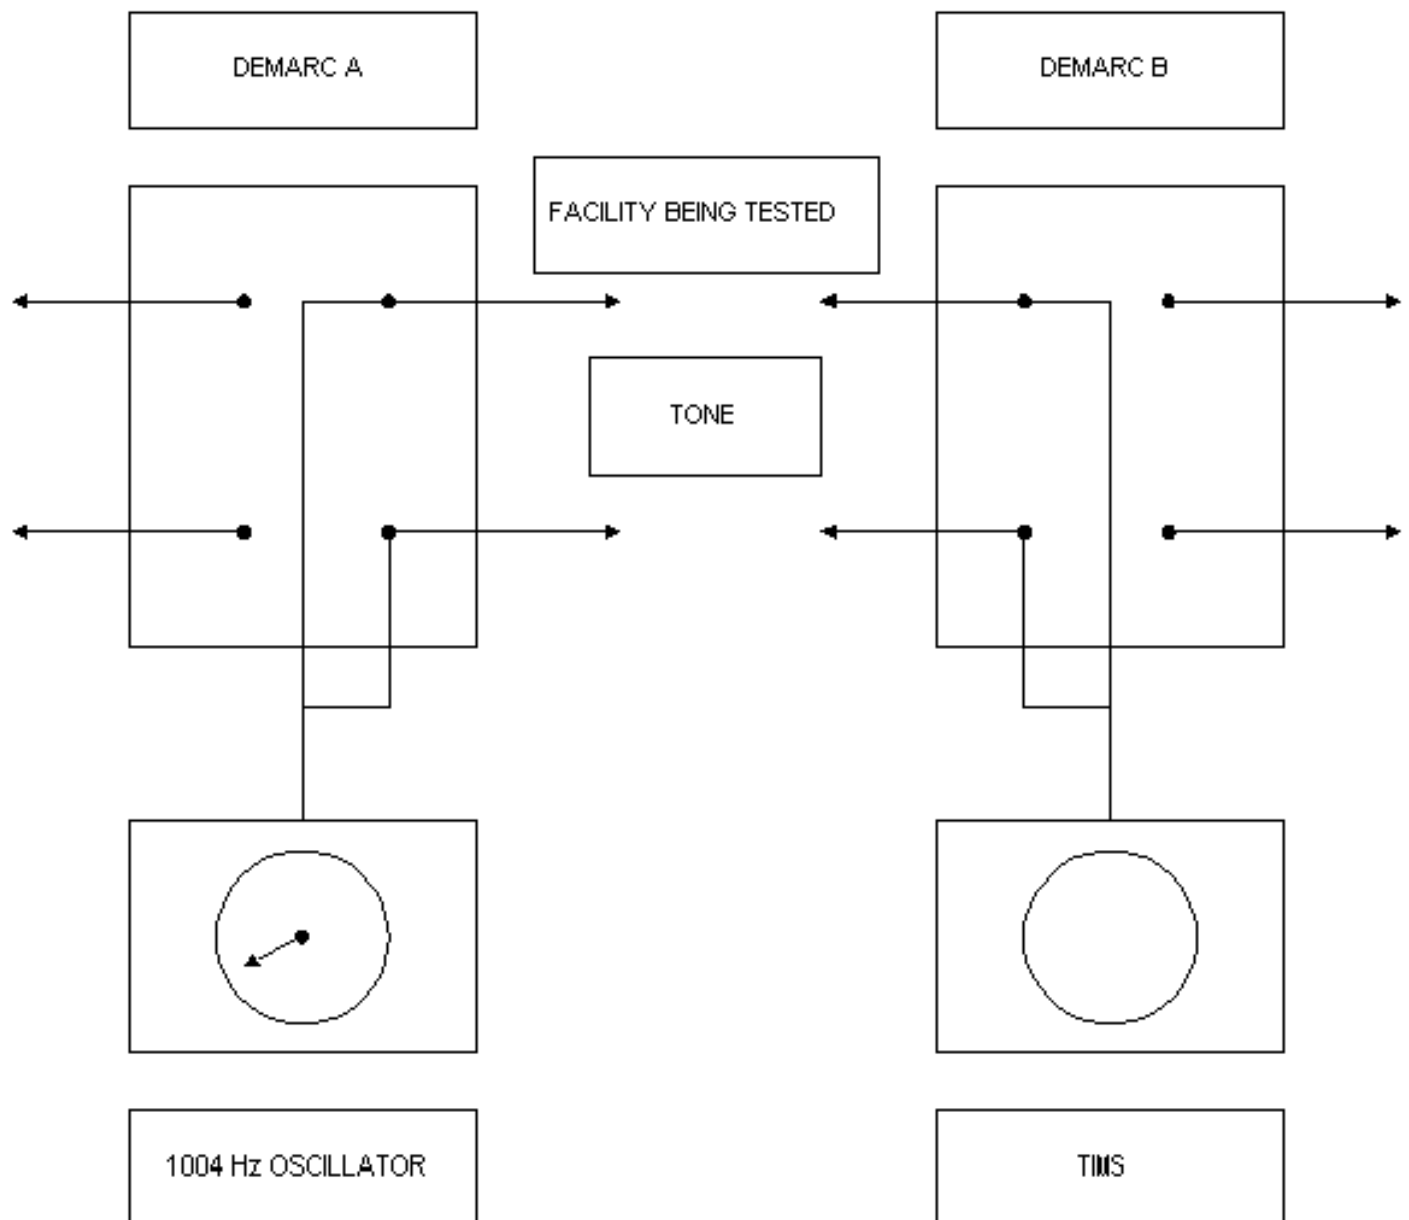 DEMARC A
DEMARC B
FACILITY BEING TESTED
TONE
1004 Hz OSCILLATOR
TIMS